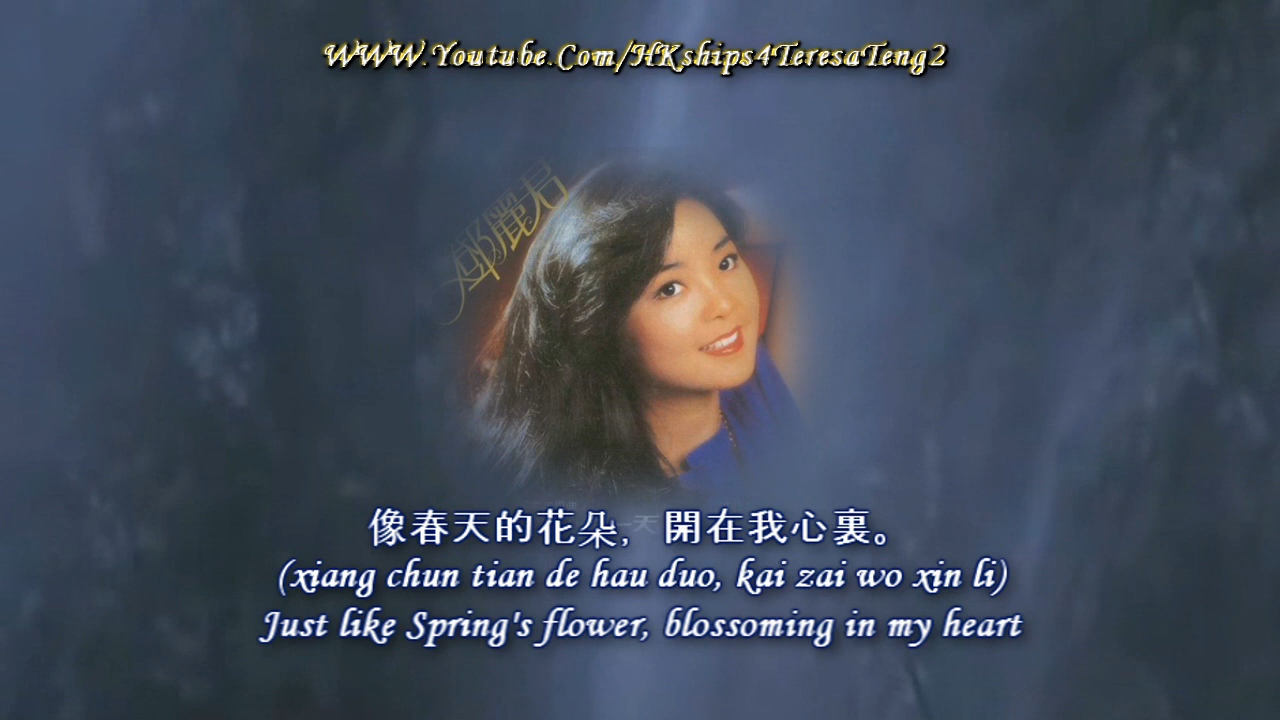 WWW.Youtube.Com/HKships4TeresaTeng2
鄧麗君
像春天的花朵，開在我心裏。
(xiang chun tian de hau duo, kai zai wo xin li)
Just like Spring's flower, blossoming in my heart